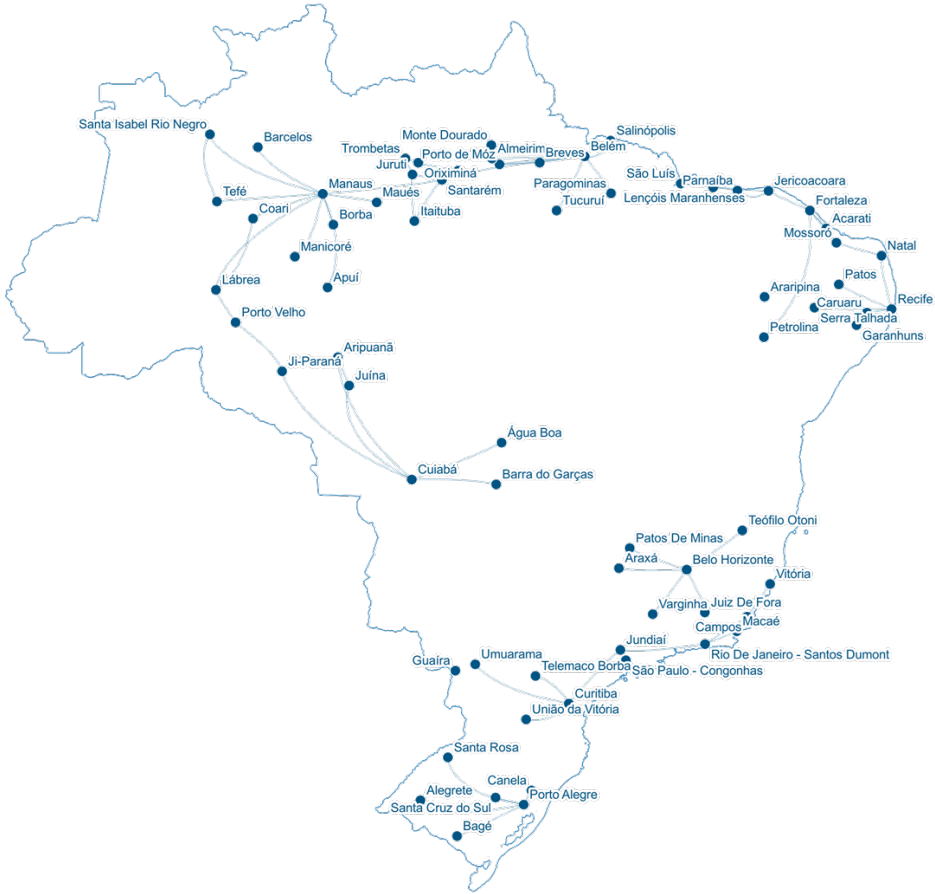 Santa Isabel Rio Negro
Barcelos
Monte Dourado
Salinópolis
Trombetas
Porto de Móz
Almeirim
Breves
Belém
Juruti
Oriximiná
Santarém
São Luís
Parnaíba
Jericoacoara
Tefé
Manaus
Maués
Paragominas
Tucuruí
Lençóis Maranhenses
Fortaleza
Coari
Borba
Itaituba
Acarati
Mossoró
Manicoré
Natal
Lábrea
Apuí
Araripina
Patos
Porto Velho
Caruaru
Recife
Serra Talhada
Petrolina
Garanhuns
Aripuanã
Ji-Paraná
Juína
Água Boa
Cuiabá
Barra do Garças
Teófilo Otoni
Patos De Minas
Araxá
Belo Horizonte
Vitória
Varginha
Juiz De Fora
Campos
Macaé
Jundiaí
Rio De Janeiro - Santos Dumont
Guaíra
Umuarama
Telemaco Borba
São Paulo - Congonhas
Curitiba
União da Vitória
Santa Rosa
Canela
Alegrete
Porto Alegre
Santa Cruz do Sul
Bagé